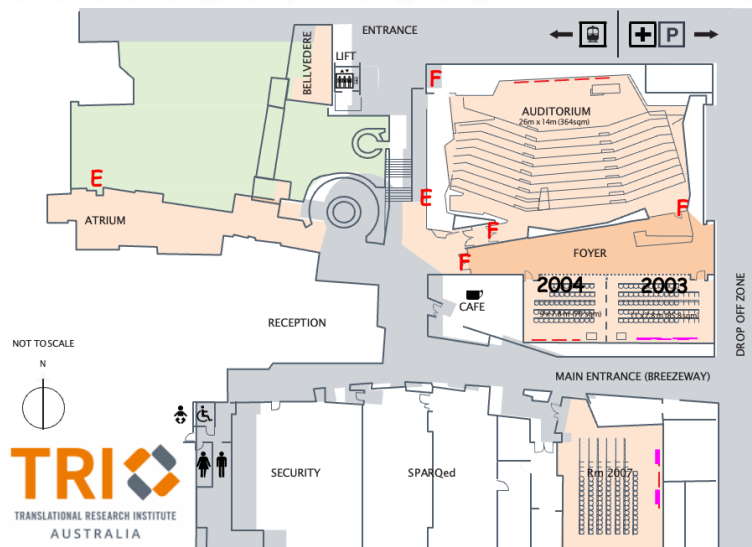 ENTRANCE
P
BELLVEDERE
LIFT
F
AUDITORIUM
26m x 14m (364sqm)
E
E
F
ATRIUM
F
F
FOYER
2004
2003
CAFE
RECEPTION
DROP OFF ZONE
NOT TO SCALE
N
MAIN ENTRANCE (BREEZEWAY)
SECURITY
SPARQed
Rm 2007
TRI
TRANSLATIONAL RESEARCH INSTITUTE
AUSTRALIA